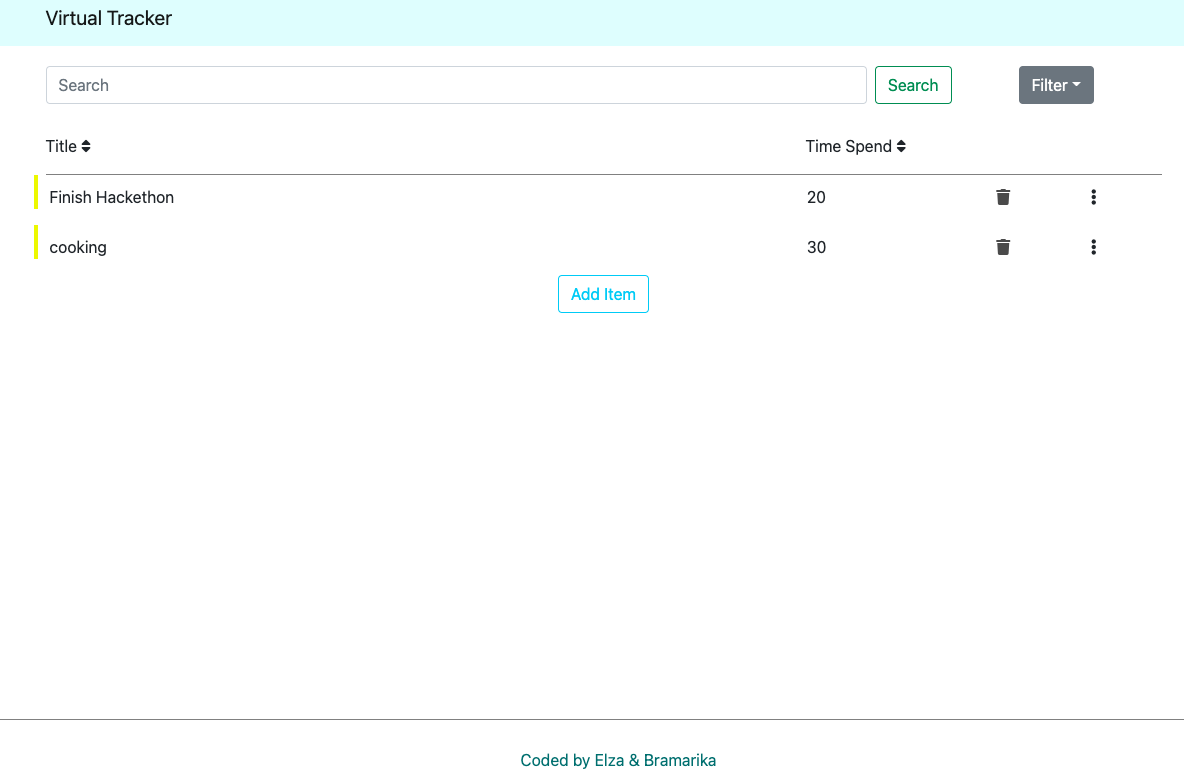 Virtual Tracker
Search Search Filter
Title Time Spend
Finish Hackethon 20
cooking 30
Add Item
Coded by Elza & Bramarika